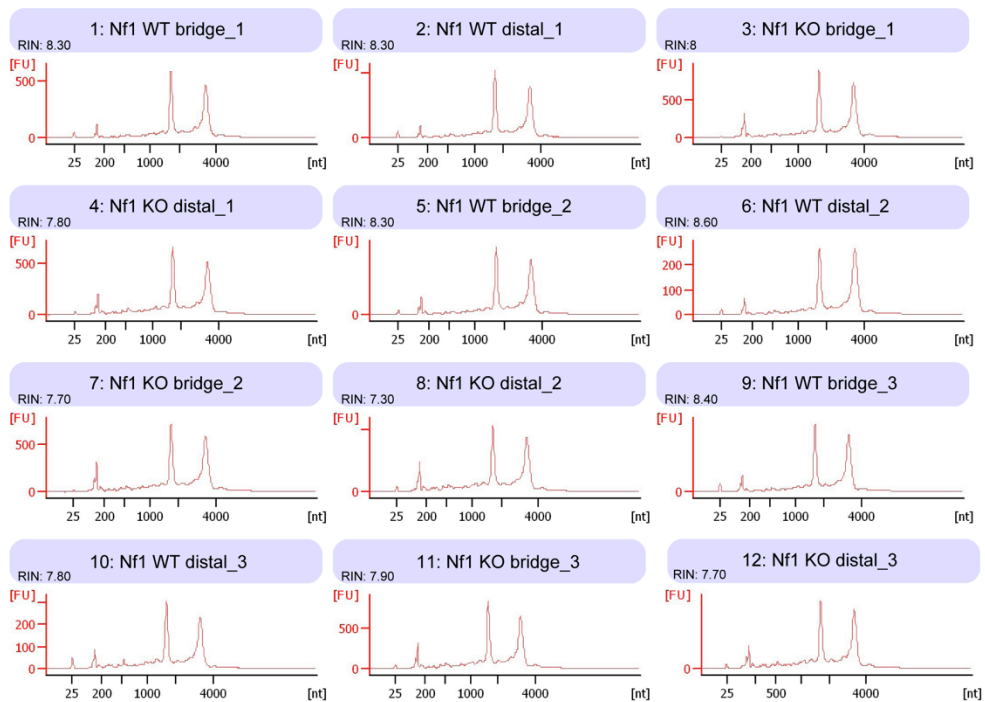 1: Nf1 WT bridge_1
RIN: 8.30
[FU]
500
0
25 200 1000 4000 [nt]
2: Nf1 WT distal_1
RIN: 8.30
[FU]
0
25 200 1000 4000 [nt]
3: Nf1 KO bridge_1
RIN:8
[FU]
500
0
25 200 1000 4000 [nt]
4: Nf1 KO distal_1
RIN: 7.80
[FU]
500
0
25 200 1000 4000 [nt]
5: Nf1 WT bridge_2
RIN: 8.30
[FU]
0
25 200 1000 4000 [nt]
6: Nf1 WT distal_2
RIN: 8.60
[FU]
200
100
0
25 200 1000 4000 [nt]
7: Nf1 KO bridge_2
RIN: 7.70
[FU]
500
0
25 200 1000 4000 [nt]
8: Nf1 KO distal_2
RIN: 7.30
[FU]
0
25 200 1000 4000 [nt]
9: Nf1 WT bridge_3
RIN: 8.40
[FU]
0
25 200 1000 4000 [nt]
10: Nf1 WT distal_3
RIN: 7.80
[FU]
200
100
0
25 200 1000 4000 [nt]
11: Nf1 KO bridge_3
RIN: 7.90
[FU]
500
0
25 200 1000 4000 [nt]
12: Nf1 KO distal_3
RIN: 7.70
[FU]
0
25 500 4000 [nt]